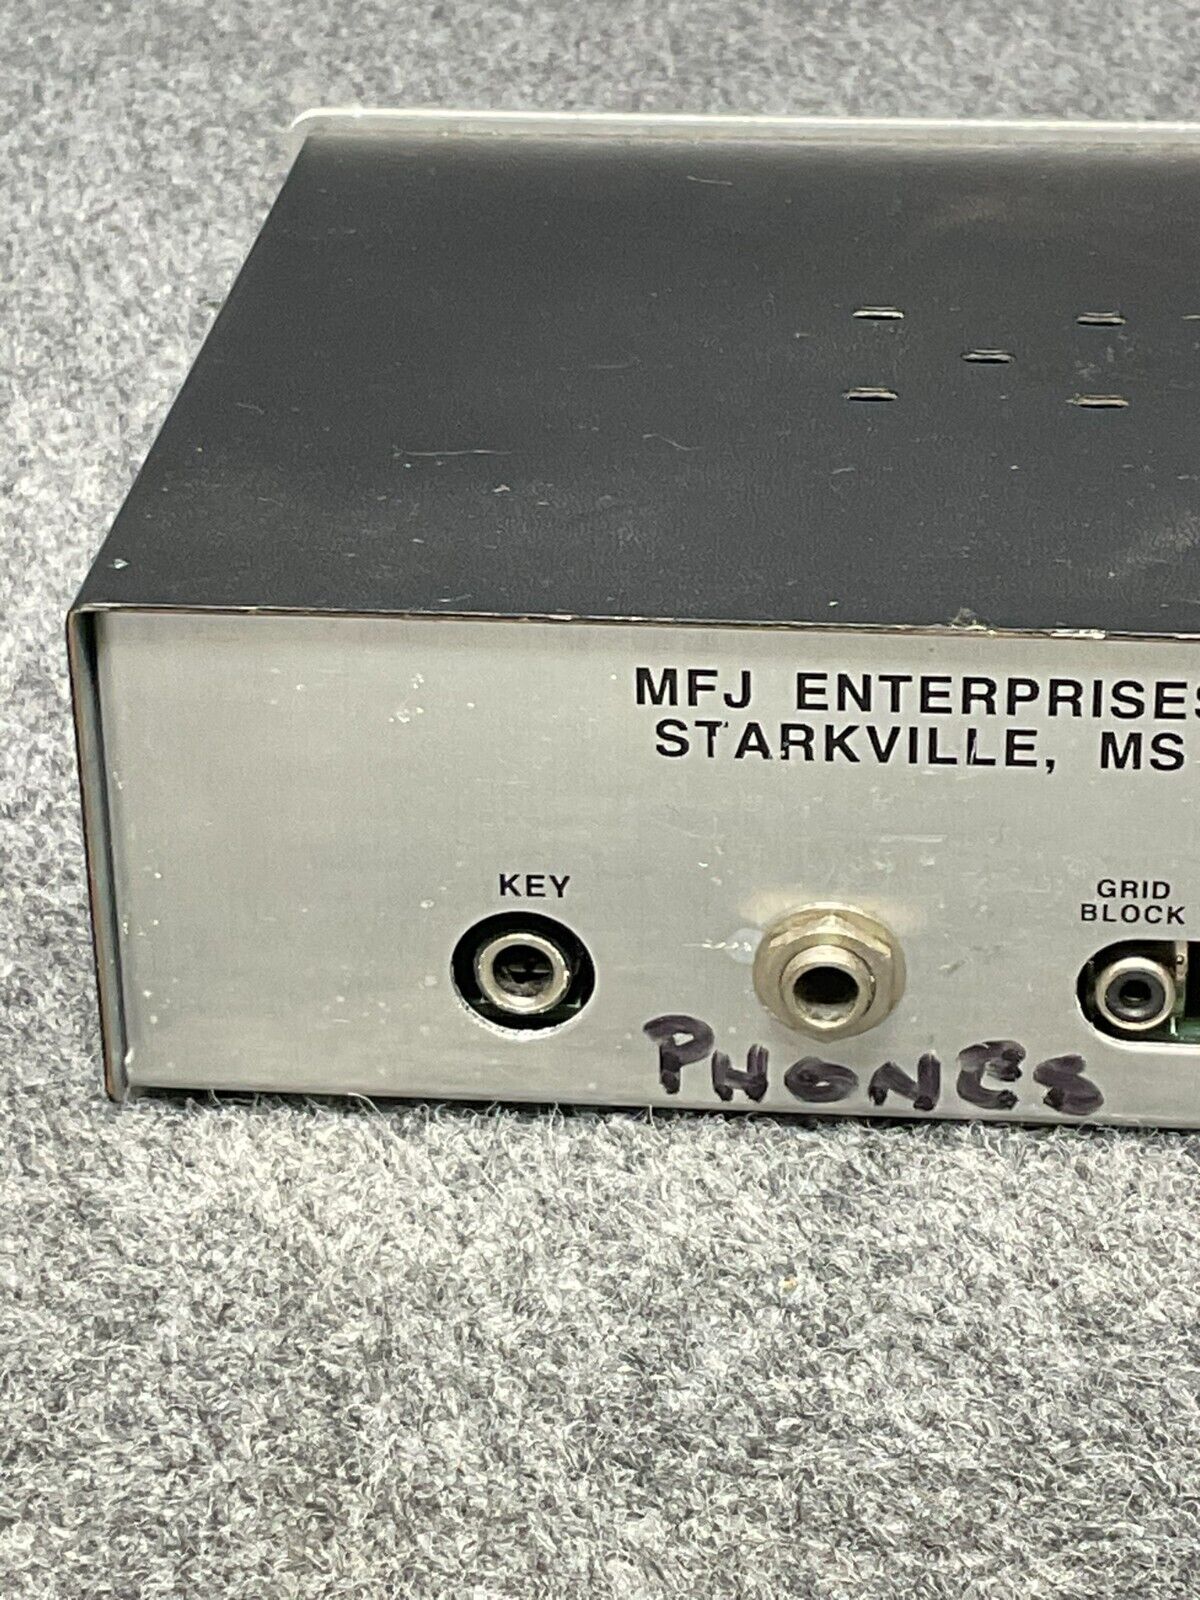 MFJ ENTERPRISES
STARKVILLE, MS
KEY
GRID
BLOCK
PHONES